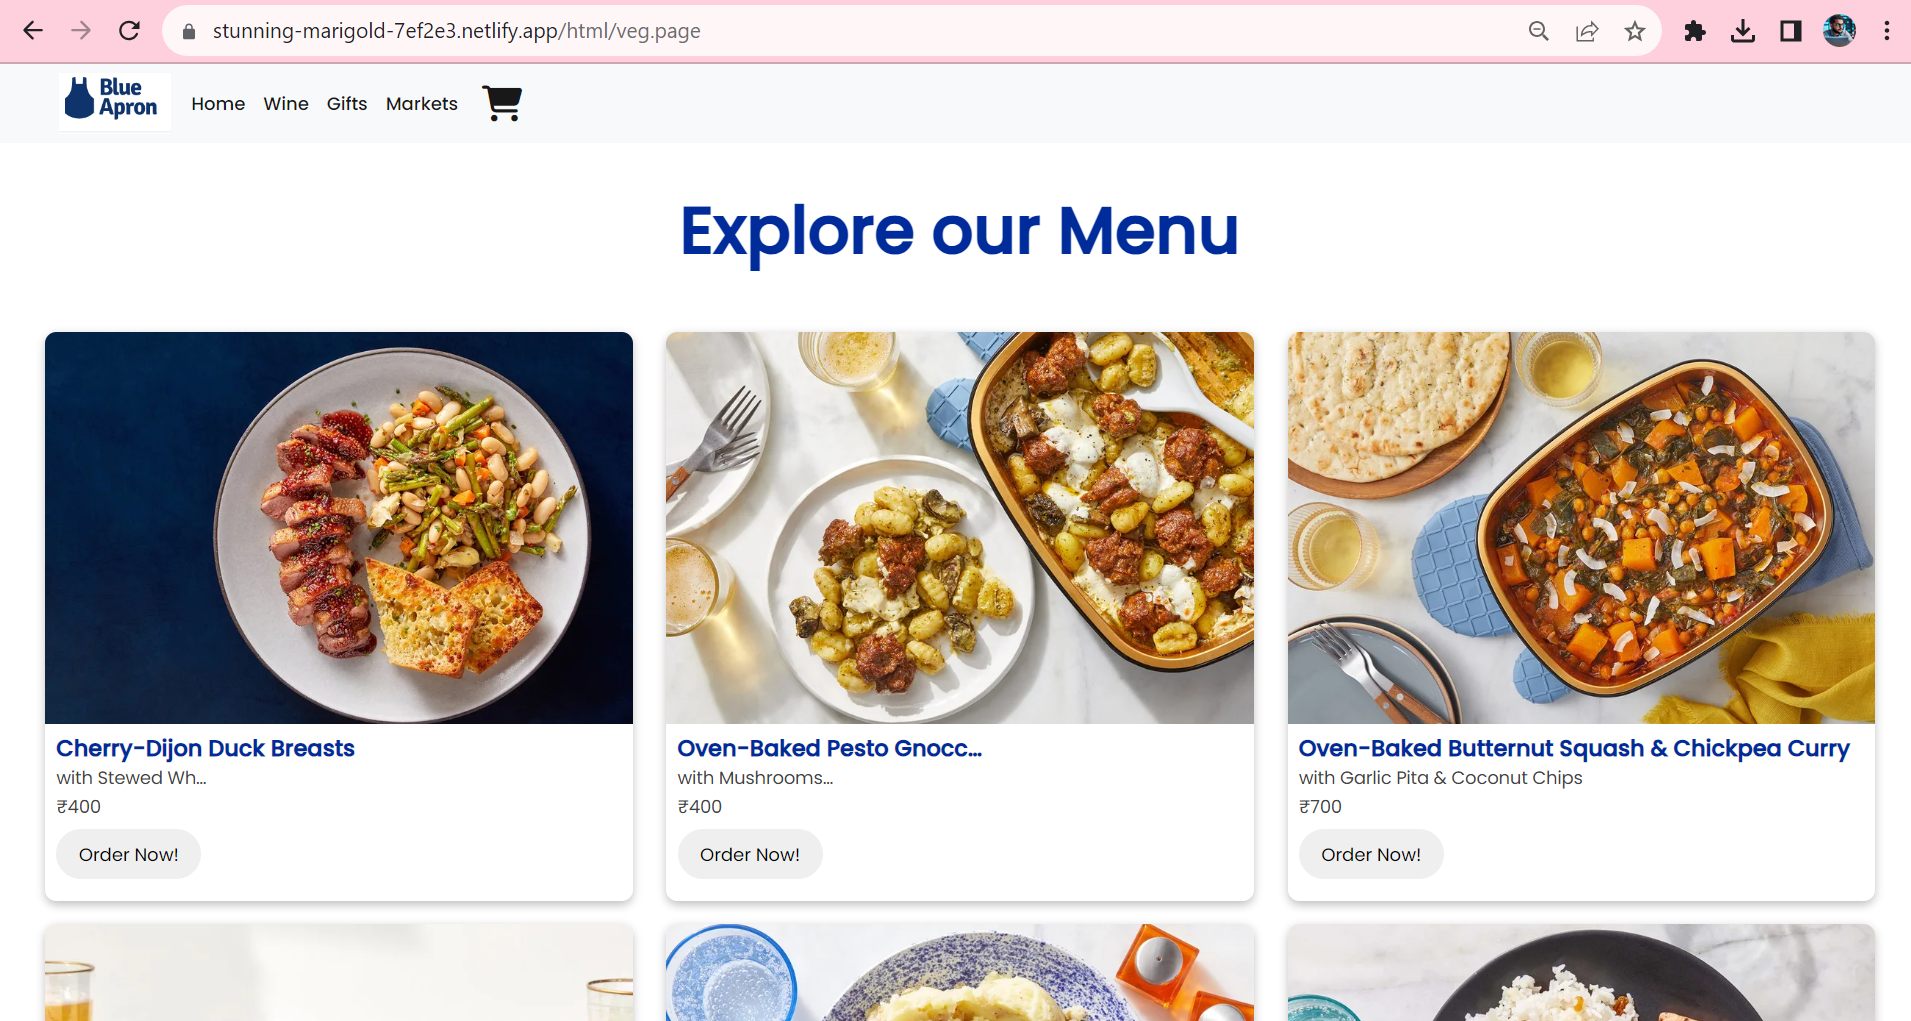 stunning-marigold-7ef2e3.netlify.app/html/veg.page
Blue
Apron
Home Wine Gifts Markets
Explore our Menu
Cherry-Dijon Duck Breasts
with Stewed Wh...
₹400
Order Now!
Oven-Baked Pesto Gnocc...
with Mushrooms...
₹400
Order Now!
Oven-Baked Butternut Squash & Chickpea Curry
with Garlic Pita & Coconut Chips
₹700
Order Now!